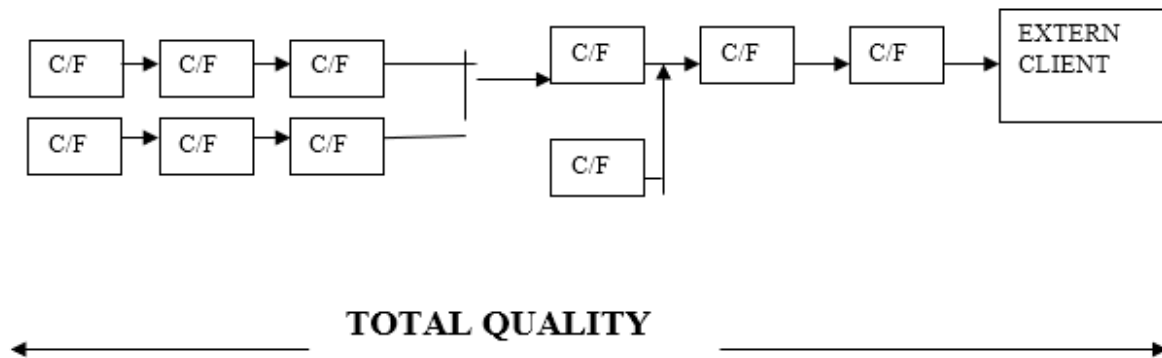 C/F C/F C/F C/F C/F C/F EXTERN
CLIENT
C/F C/F C/F C/F
TOTAL QUALITY